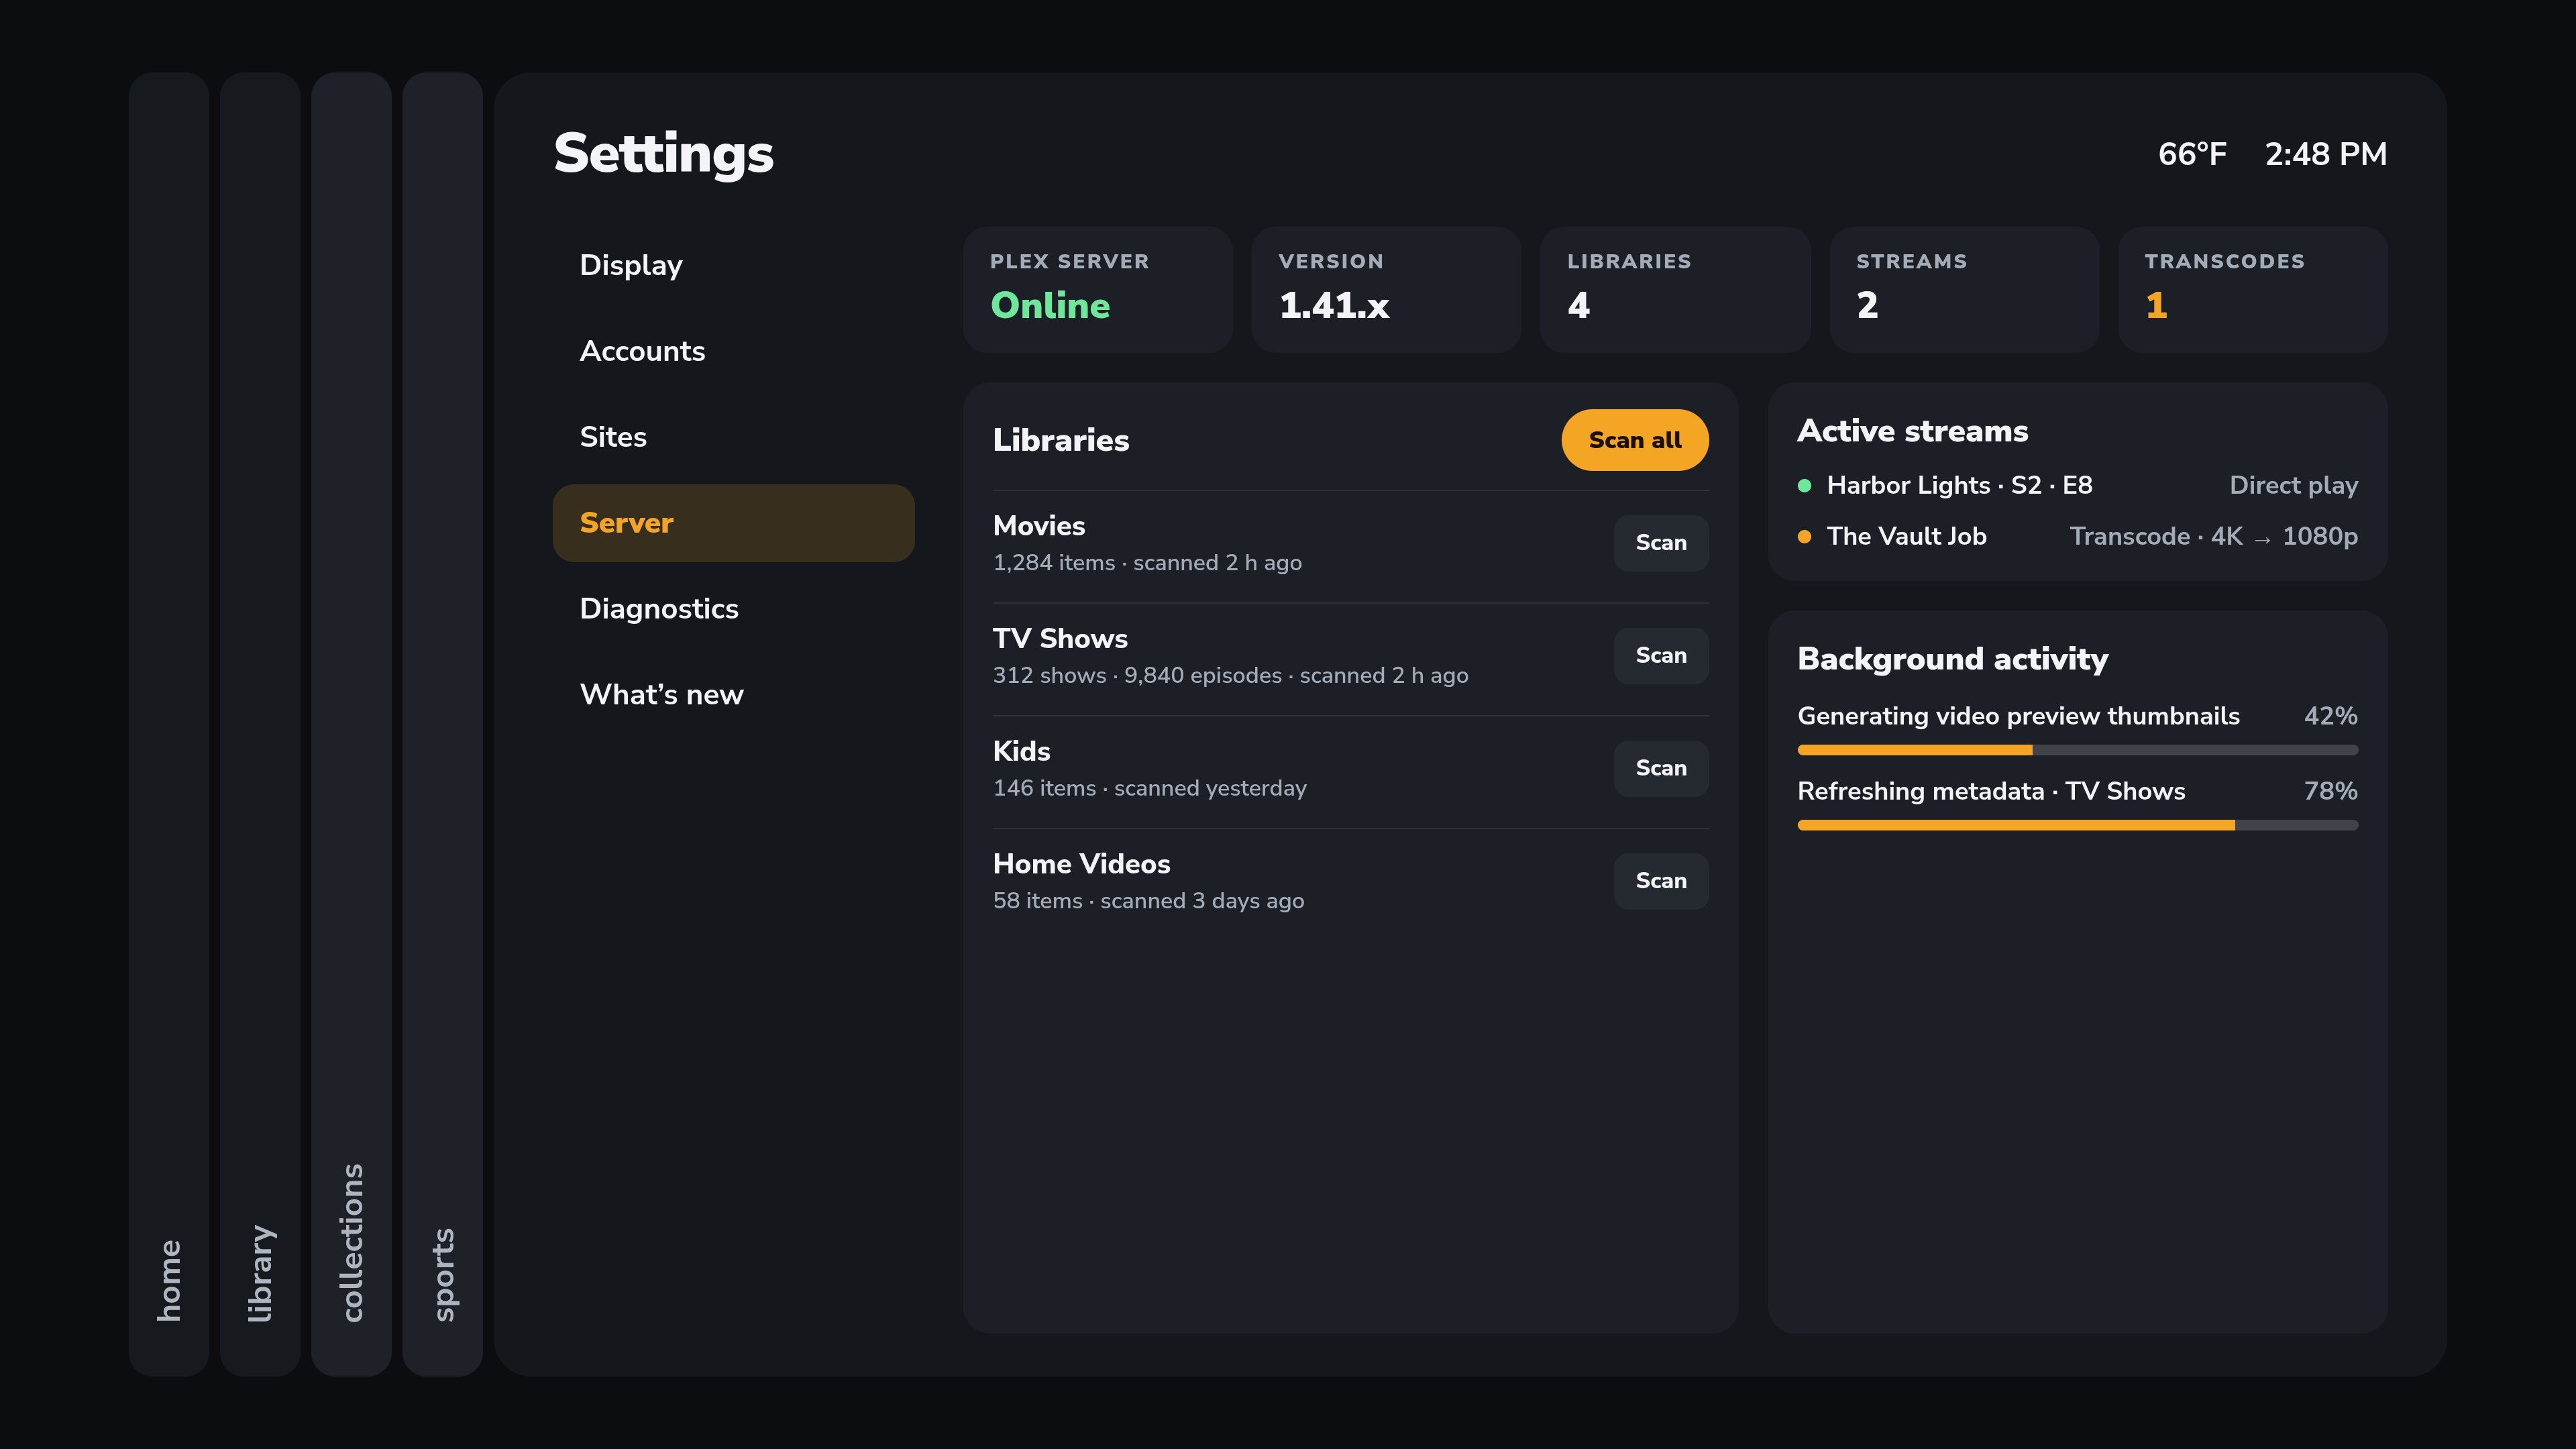 Settings
66°F 2:48 PM
Display
Accounts
Sites
Server
Diagnostics
What’s new
PLEX SERVER
Online
VERSION
1.41.x
LIBRARIES
4
STREAMS
2
TRANSCODES
1
Libraries
Scan all
Movies
1,284 items · scanned 2 h ago
Scan
TV Shows
312 shows · 9,840 episodes · scanned 2 h ago
Scan
Kids
146 items · scanned yesterday
Scan
Home Videos
58 items · scanned 3 days ago
Scan
Active streams
Harbor Lights · S2 · E8 Direct play
The Vault Job Transcode · 4K → 1080p
Background activity
Generating video preview thumbnails 42%
Refreshing metadata · TV Shows 78%
home
library
collections
sports